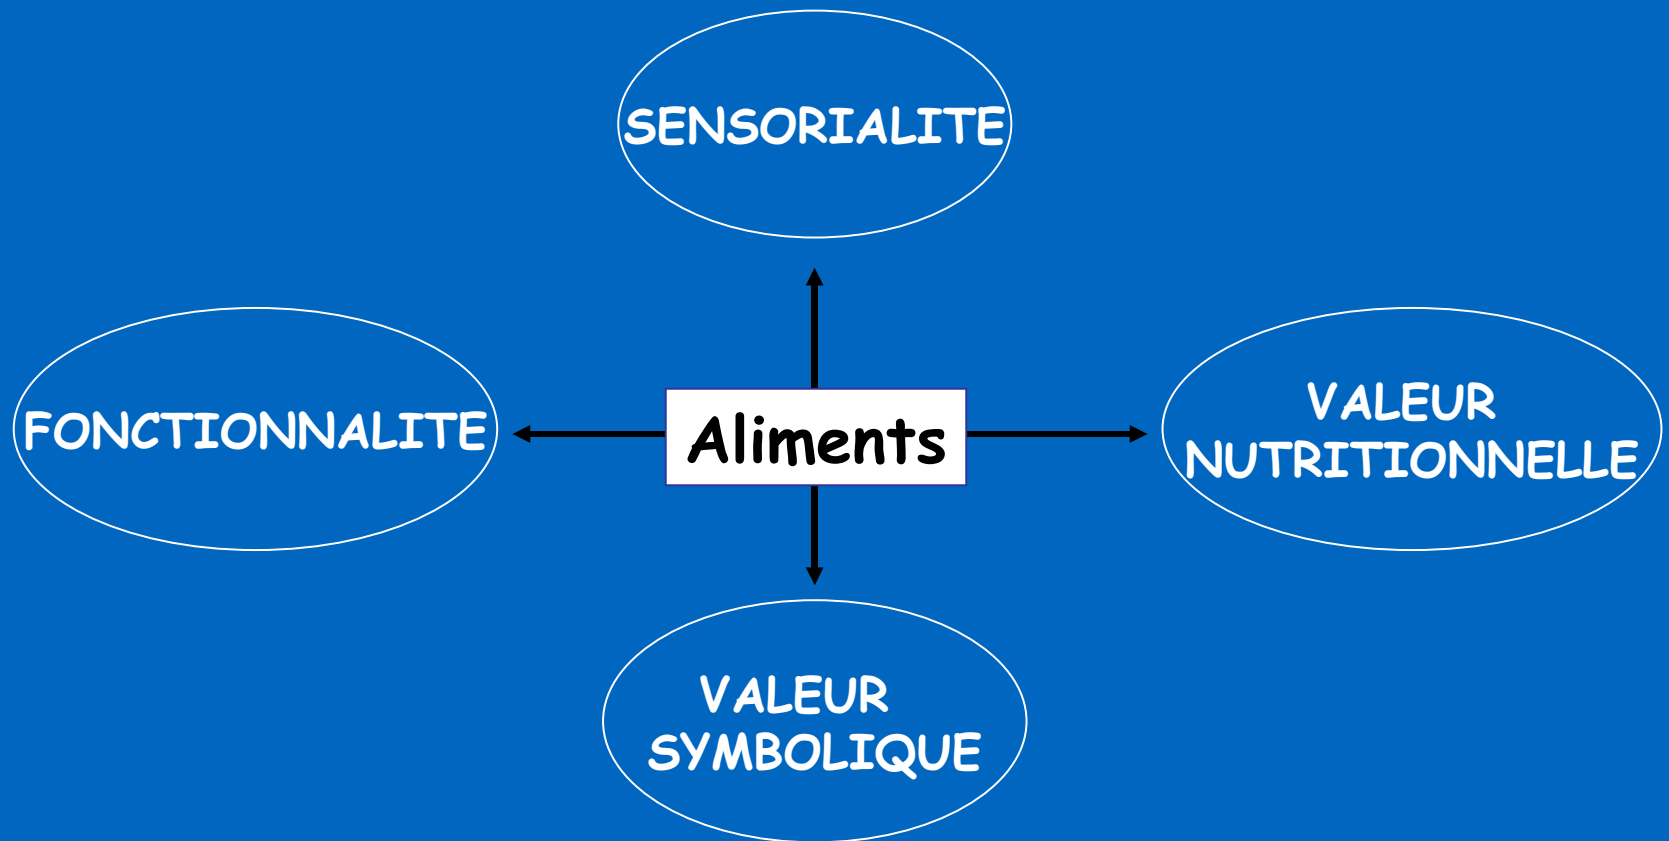 SENSORIALITE
FONCTIONNALITE
Aliments
VALEUR
NUTRITIONNELLE
VALEUR
SYMBOLIQUE